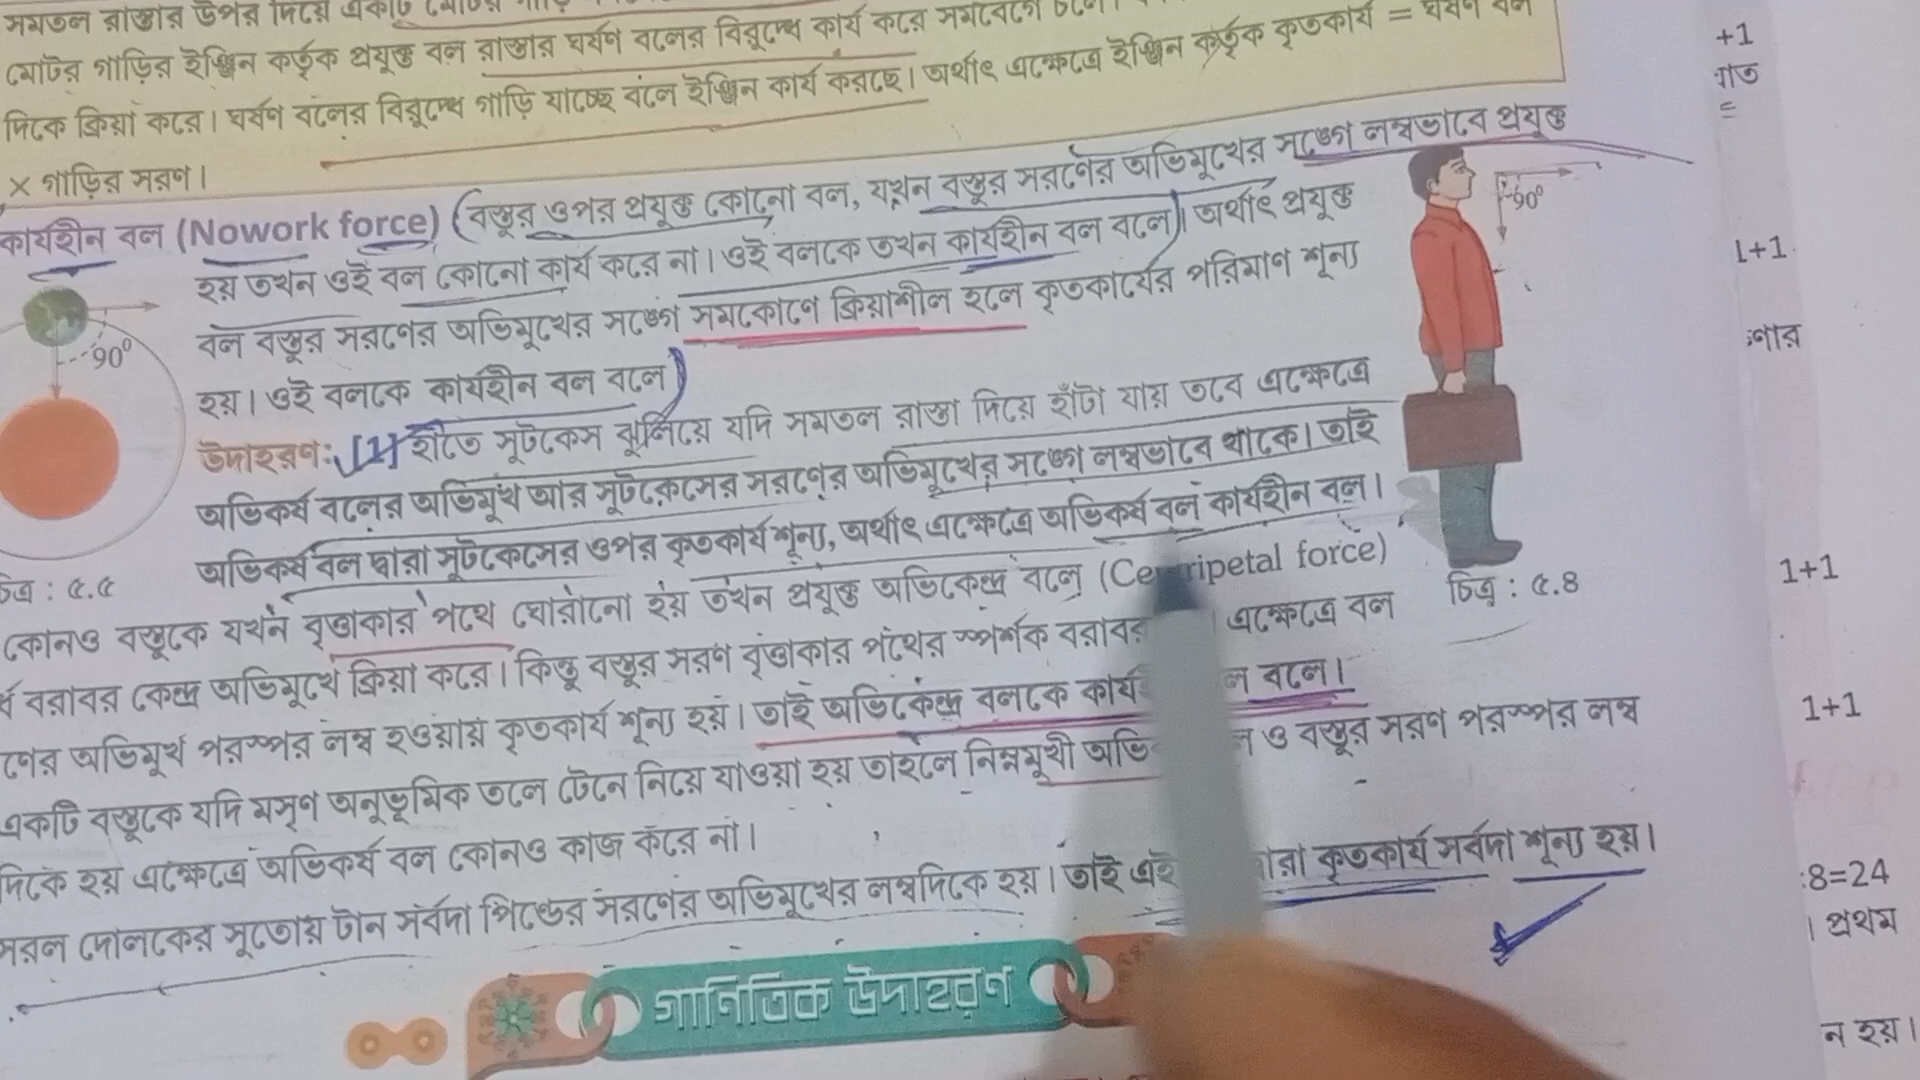 সমতল রাস্তার উপর দিয়ে একটি মোটর
মোটর গাড়ির ইঞ্জিন কর্তৃক প্রযুক্ত বল রাস্তার ঘর্ষণ বলের বিরুদ্ধে কার্য করে সমবেগে চলে।
দিকে ক্রিয়া করে। ঘর্ষণ বলের বিরুদ্ধে গাড়ি যাচ্ছে বলে ইঞ্জিন কার্য করছে। অর্থাৎ এক্ষেত্রে ইঞ্জিন কর্তৃক কৃতকার্য = ঘর্ষণ বল
× গাড়ির সরণ।
কার্যহীন বল (Nowork force) (বস্তুর ওপর প্রযুক্ত কোনো বল, যখন বস্তুর সরণের অভিমুখের সঙ্গে লম্বভাবে প্রযুক্ত
হয় তখন ওই বল কোনো কার্য করে না। ওই বলকে তখন কার্যহীন বল বলে)। অর্থাৎ প্রযুক্ত
বল বস্তুর সরণের অভিমুখের সঙ্গে সমকোণে ক্রিয়াশীল হলে কৃতকার্যের পরিমাণ শূন্য
হয়। ওই বলকে কার্যহীন বল বলে)
উদাহরণ: [1] হাতে সুটকেস ঝুলিয়ে যদি সমতল রাস্তা দিয়ে হাঁটা যায় তবে এক্ষেত্রে
অভিকর্ষ বলের অভিমুখ আর সুটকেসের সরণের অভিমুখের সঙ্গে লম্বভাবে থাকে। তাই
অভিকর্ষ বল দ্বারা সুটকেসের ওপর কৃতকার্য শূন্য, অর্থাৎ এক্ষেত্রে অভিকর্ষ বল কার্যহীন বল।
90⁰
90⁰
চিত্র : ৫.৫
চিত্র : ৫.৪
কোনও বস্তুকে যখন বৃত্তাকার পথে ঘোরানো হয় তখন প্রযুক্ত অভিকেন্দ্র বলে (Centripetal force)
বরাবর কেন্দ্র অভিমুখে ক্রিয়া করে। কিন্তু বস্তুর সরণ বৃত্তাকার পথের স্পর্শক বরাবর এক্ষেত্রে বল
ণের অভিমুখ পরস্পর লম্ব হওয়ায় কৃতকার্য শূন্য হয়। তাই অভিকেন্দ্র বলকে কার্য বলে।
একটি বস্তুকে যদি মসৃণ অনুভূমিক তলে টেনে নিয়ে যাওয়া হয় তাহলে নিম্নমুখী অভি ও বস্তুর সরণ পরস্পর লম্ব
দিকে হয় এক্ষেত্রে অভিকর্ষ বল কোনও কাজ করে না।
সরল দোলকের সুতোয় টান সর্বদা পিণ্ডের সরণের অভিমুখের লম্বদিকে হয়। তাই এই দ্বারা কৃতকার্য সর্বদা শূন্য হয়।
গাণিতিক উদাহরণ
+1
গত
=
1+1
1+1
1+1
8=24
। প্রথম
ন হয়।